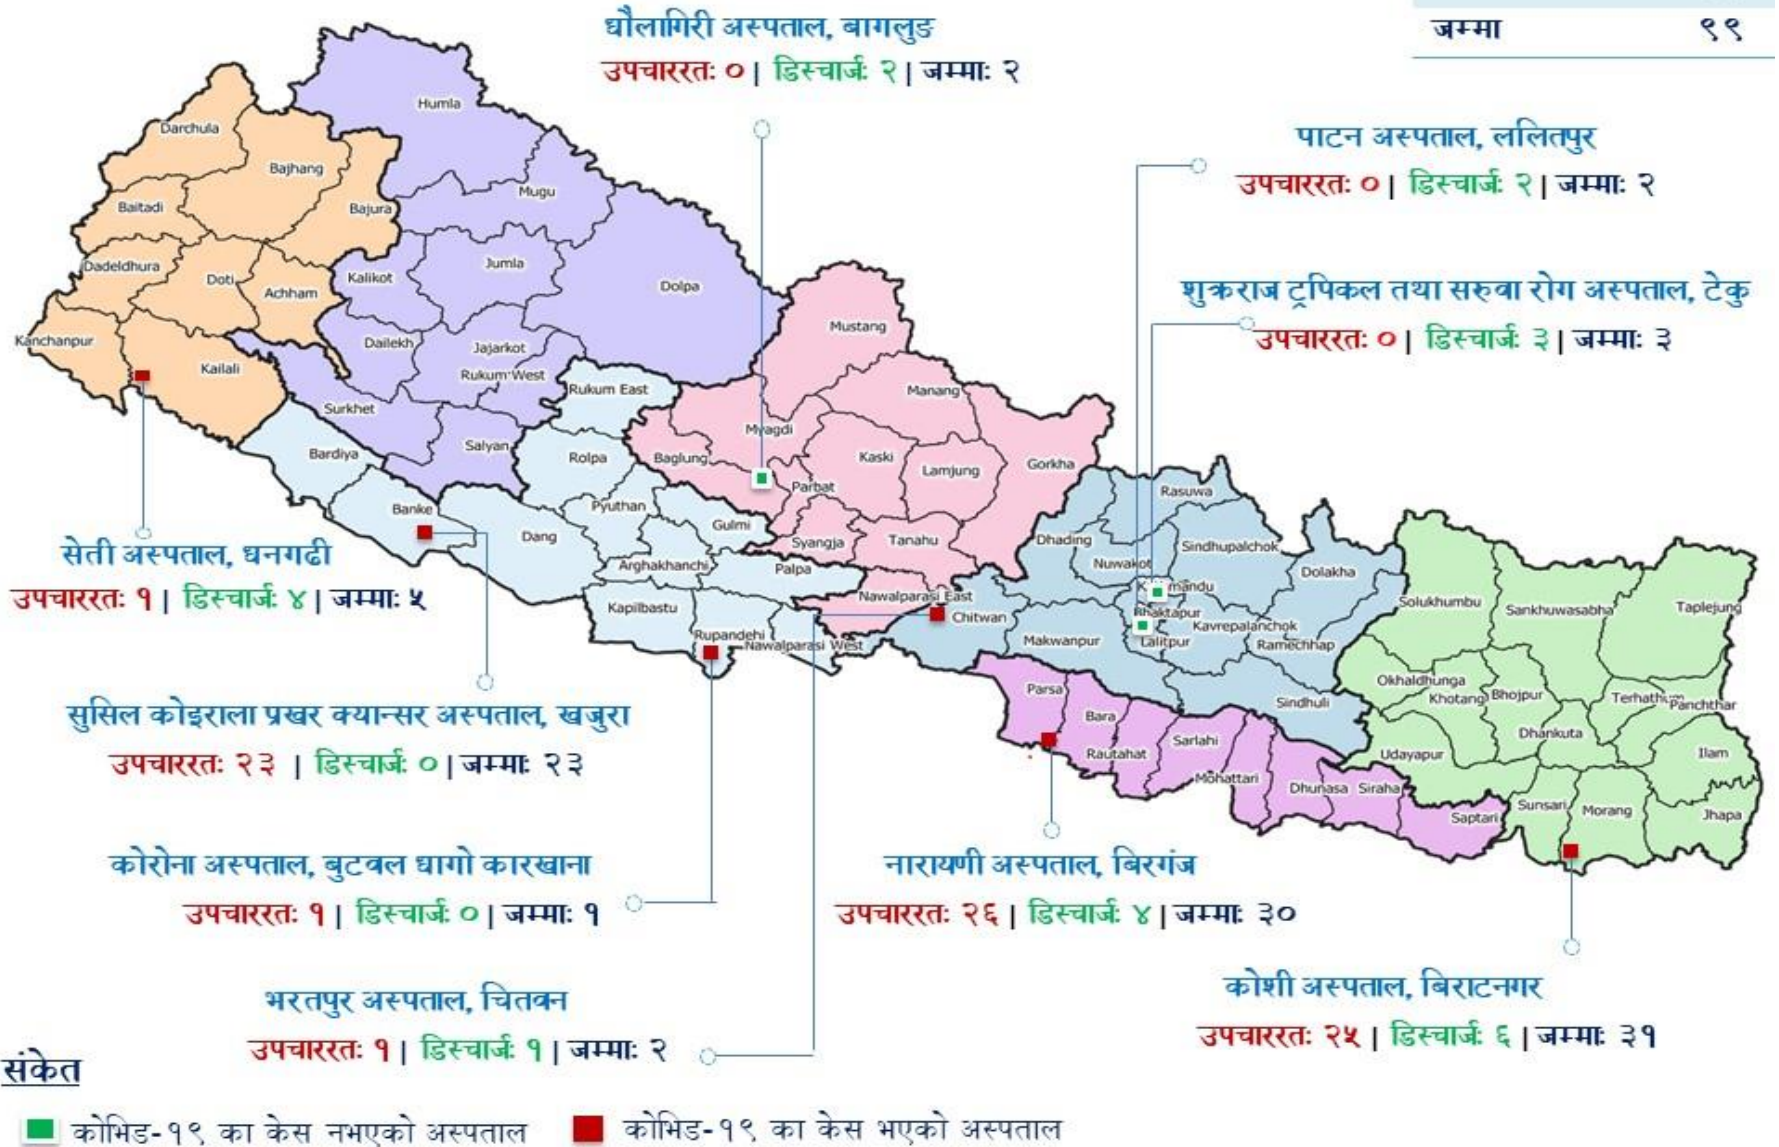 जम्मा ९९
धौलागिरी अस्पताल, बागलुङ
उपचाररतः ० | डिस्चार्जः २ | जम्माः २
पाटन अस्पताल, ललितपुर
उपचाररतः ० | डिस्चार्जः २ | जम्माः २
शुक्रराज ट्रपिकल तथा सरुवा रोग अस्पताल, टेकु
उपचाररतः ० | डिस्चार्जः ३ | जम्माः ३
Humla
Darchula
Bajhang
Mugu
Baitadi
Bajura
Dadeldhura
Doti
Achham
Kalikot
Jumla
Dolpa
Mustang
Kanchanpur
Kailali
Dailekh
Jajarkot
Rukum West
Rukum East
Manang
Surkhet
Salyan
Myagdi
Bardiya
Rolpa
Baglung
Kaski
Lamjung
Gorkha
Parbat
Rasuwa
Banke
Dang
Pyuthan
Gulmi
Syangja
Tanahu
Dhading
Sindhupalchok
Nuwakot
Dolakha
Arghakhanchi
Palpa
Nawalparasi East
Kapilbastu
Chitwan
Bhaktapur
Kavrepalanchok
Solukhumbu
Sankhuwasabha
Taplejung
Rupandehi
Nawalparasi West
Makwanpur
Lalitpur
Ramechhap
Parsa
Sindhuli
Okhaldhunga
Khotang
Bhojpur
Panchthar
Bara
Dhankuta
Rautahat
Sarlahi
Udayapur
Ilam
Mohattari
Dhunasa
Siraha
Saptari
Sunsari
Morang
Jhapa
सेती अस्पताल, धनगढी
उपचाररतः १ | डिस्चार्जः ४ | जम्माः ५
सुसिल कोइराला प्रखर क्यान्सर अस्पताल, खजुरा
उपचाररतः २३ | डिस्चार्जः ० | जम्माः २३
कोरोना अस्पताल, बुटवल धागो कारखाना
उपचाररतः १ | डिस्चार्जः ० | जम्माः १
नारायणी अस्पताल, बिरगंज
उपचाररतः २६ | डिस्चार्जः ४ | जम्माः ३०
भरतपुर अस्पताल, चितवन
उपचाररतः १ | डिस्चार्जः १ | जम्माः २
कोशी अस्पताल, बिराटनगर
उपचाररतः २५ | डिस्चार्जः ६ | जम्माः ३१
संकेत
कोभिड-१९ का केस नभएको अस्पताल
कोभिड-१९ का केस भएको अस्पताल